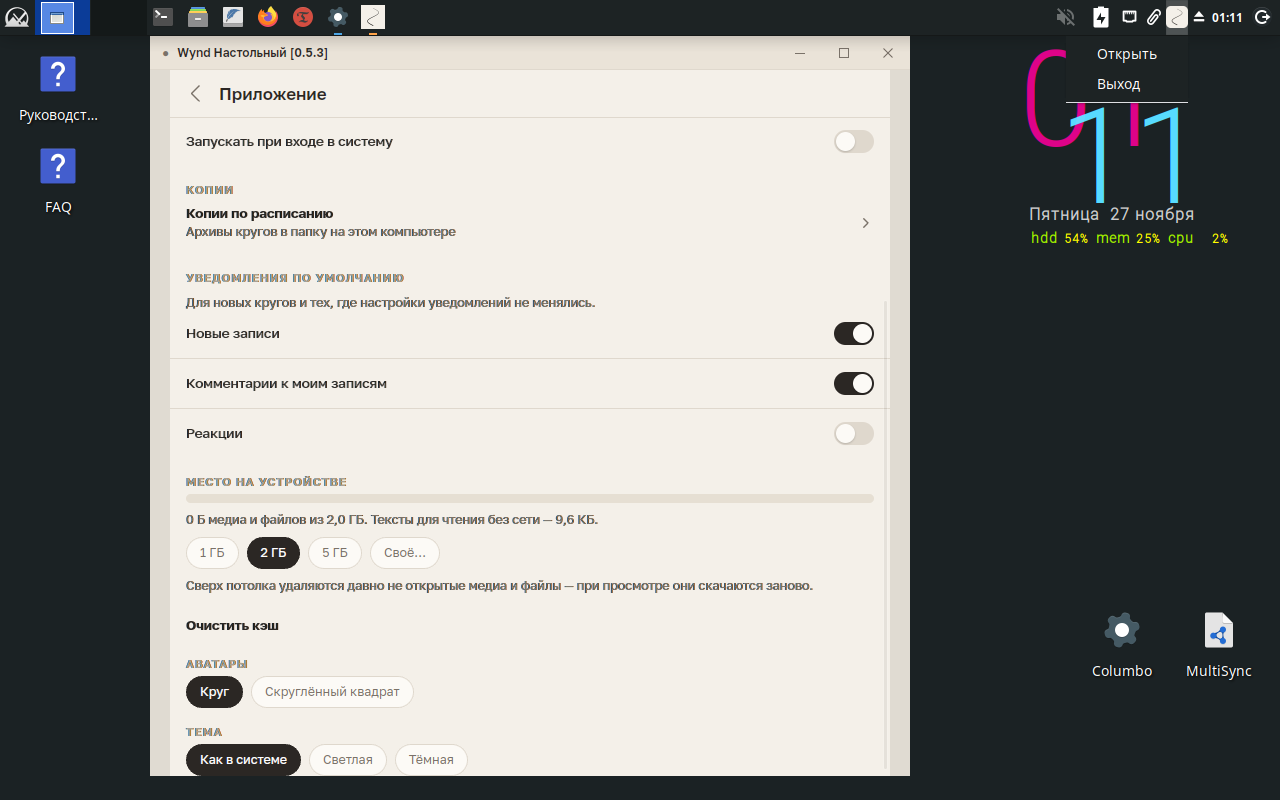 01:11
Открыть
Выход
Руководст...
FAQ
Wynd Настольный [0.5.3]
Приложение
Запускать при входе в систему
КОПИИ
Копии по расписанию
Архивы кругов в папку на этом компьютере
УВЕДОМЛЕНИЯ ПО УМОЛЧАНИЮ
Для новых кругов и тех, где настройки уведомлений не менялись.
Новые записи
Комментарии к моим записям
Реакции
МЕСТО НА УСТРОЙСТВЕ
0 Б медиа и файлов из 2,0 ГБ. Тексты для чтения без сети — 9,6 КБ.
1 ГБ 2 ГБ 5 ГБ Своё...
Сверх потолка удаляются давно не открытые медиа и файлы — при просмотре они скачаются заново.
Очистить кэш
АВАТАРЫ
Круг Скруглённый квадрат
ТЕМА
Как в системе Светлая Тёмная
11
Пятница 27 ноября
hdd 54% mem 25% cpu 2%
Columbo
MultiSync